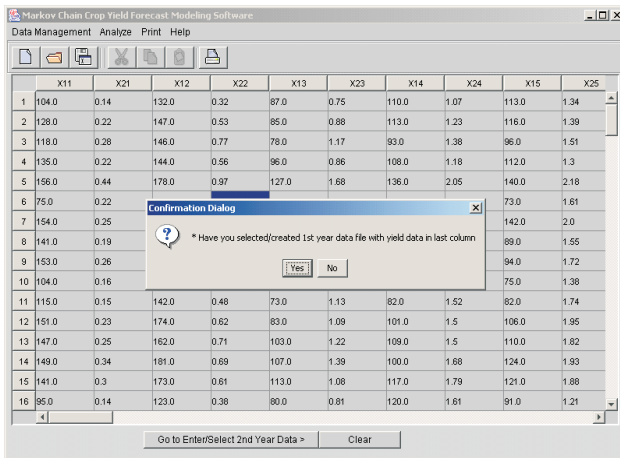 Markov Chain Crop Yield Forecast Modeling Software
Data Management Analyze Print Help
X11 X21 X12 X22 X13 X23 X14 X24 X15 X25
1 104.0 0.14 132.0 0.32 87.0 0.75 110.0 1.07 113.0 1.34
2 128.0 0.22 147.0 0.53 85.0 0.88 113.0 1.23 116.0 1.39
3 118.0 0.28 146.0 0.77 78.0 1.17 93.0 1.38 96.0 1.51
4 135.0 0.22 144.0 0.56 96.0 0.86 108.0 1.18 112.0 1.3
5 156.0 0.44 178.0 0.97 127.0 1.68 136.0 2.05 140.0 2.18
6 75.0 0.22 73.0 1.61
Confirmation Dialog
7 154.0 0.25 142.0 2.0
* Have you selected/created 1st year data file with yield data in last column
8 141.0 0.19 89.0 1.55
9 153.0 0.26 94.0 1.72
Yes No
10 104.0 0.16 75.0 1.38
11 115.0 0.15 142.0 0.48 73.0 1.13 82.0 1.52 82.0 1.74
12 151.0 0.23 174.0 0.62 83.0 1.09 101.0 1.5 106.0 1.95
13 147.0 0.25 162.0 0.71 103.0 1.22 109.0 1.5 110.0 1.82
14 149.0 0.34 181.0 0.69 107.0 1.39 100.0 1.68 124.0 1.93
15 141.0 0.3 173.0 0.61 113.0 1.08 117.0 1.79 121.0 1.88
16 95.0 0.14 123.0 0.38 80.0 0.81 120.0 1.61 91.0 1.21
Go to Enter/Select 2nd Year Data > Clear